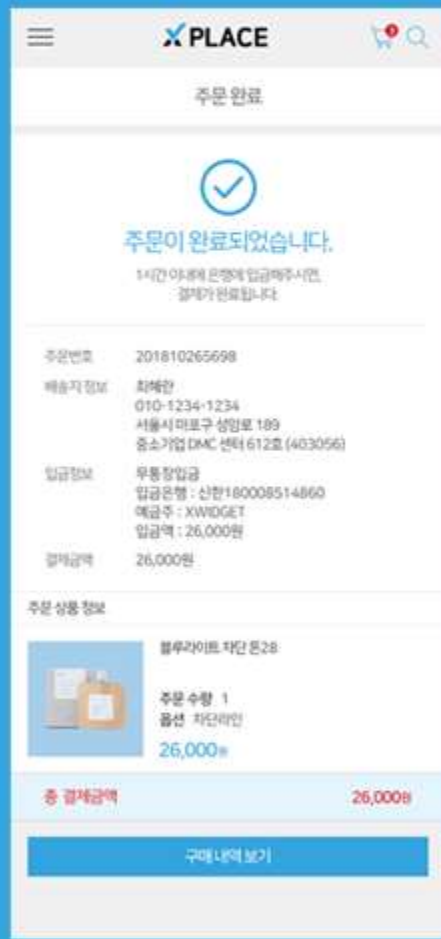 XPLACE
주문 완료
주문이 완료되었습니다.
1시간 이내에 은행에 입금해주시면,
결제가 완료됩니다.
주문번호 201810265698
배송지 정보 최혜란
010-1234-1234
서울시 마포구 성암로 189
중소기업 DMC 센터 612호 (403056)
입금정보 무통장입금
입금은행 : 신한180008514860
예금주 : XWIDGET
입금액 : 26,000원
결제금액 26,000원
주문 상품 정보
블루라이트 차단 톤28
주문 수량 1
옵션 차단라인
26,000원
총 결제금액 26,000원
구매 내역 보기